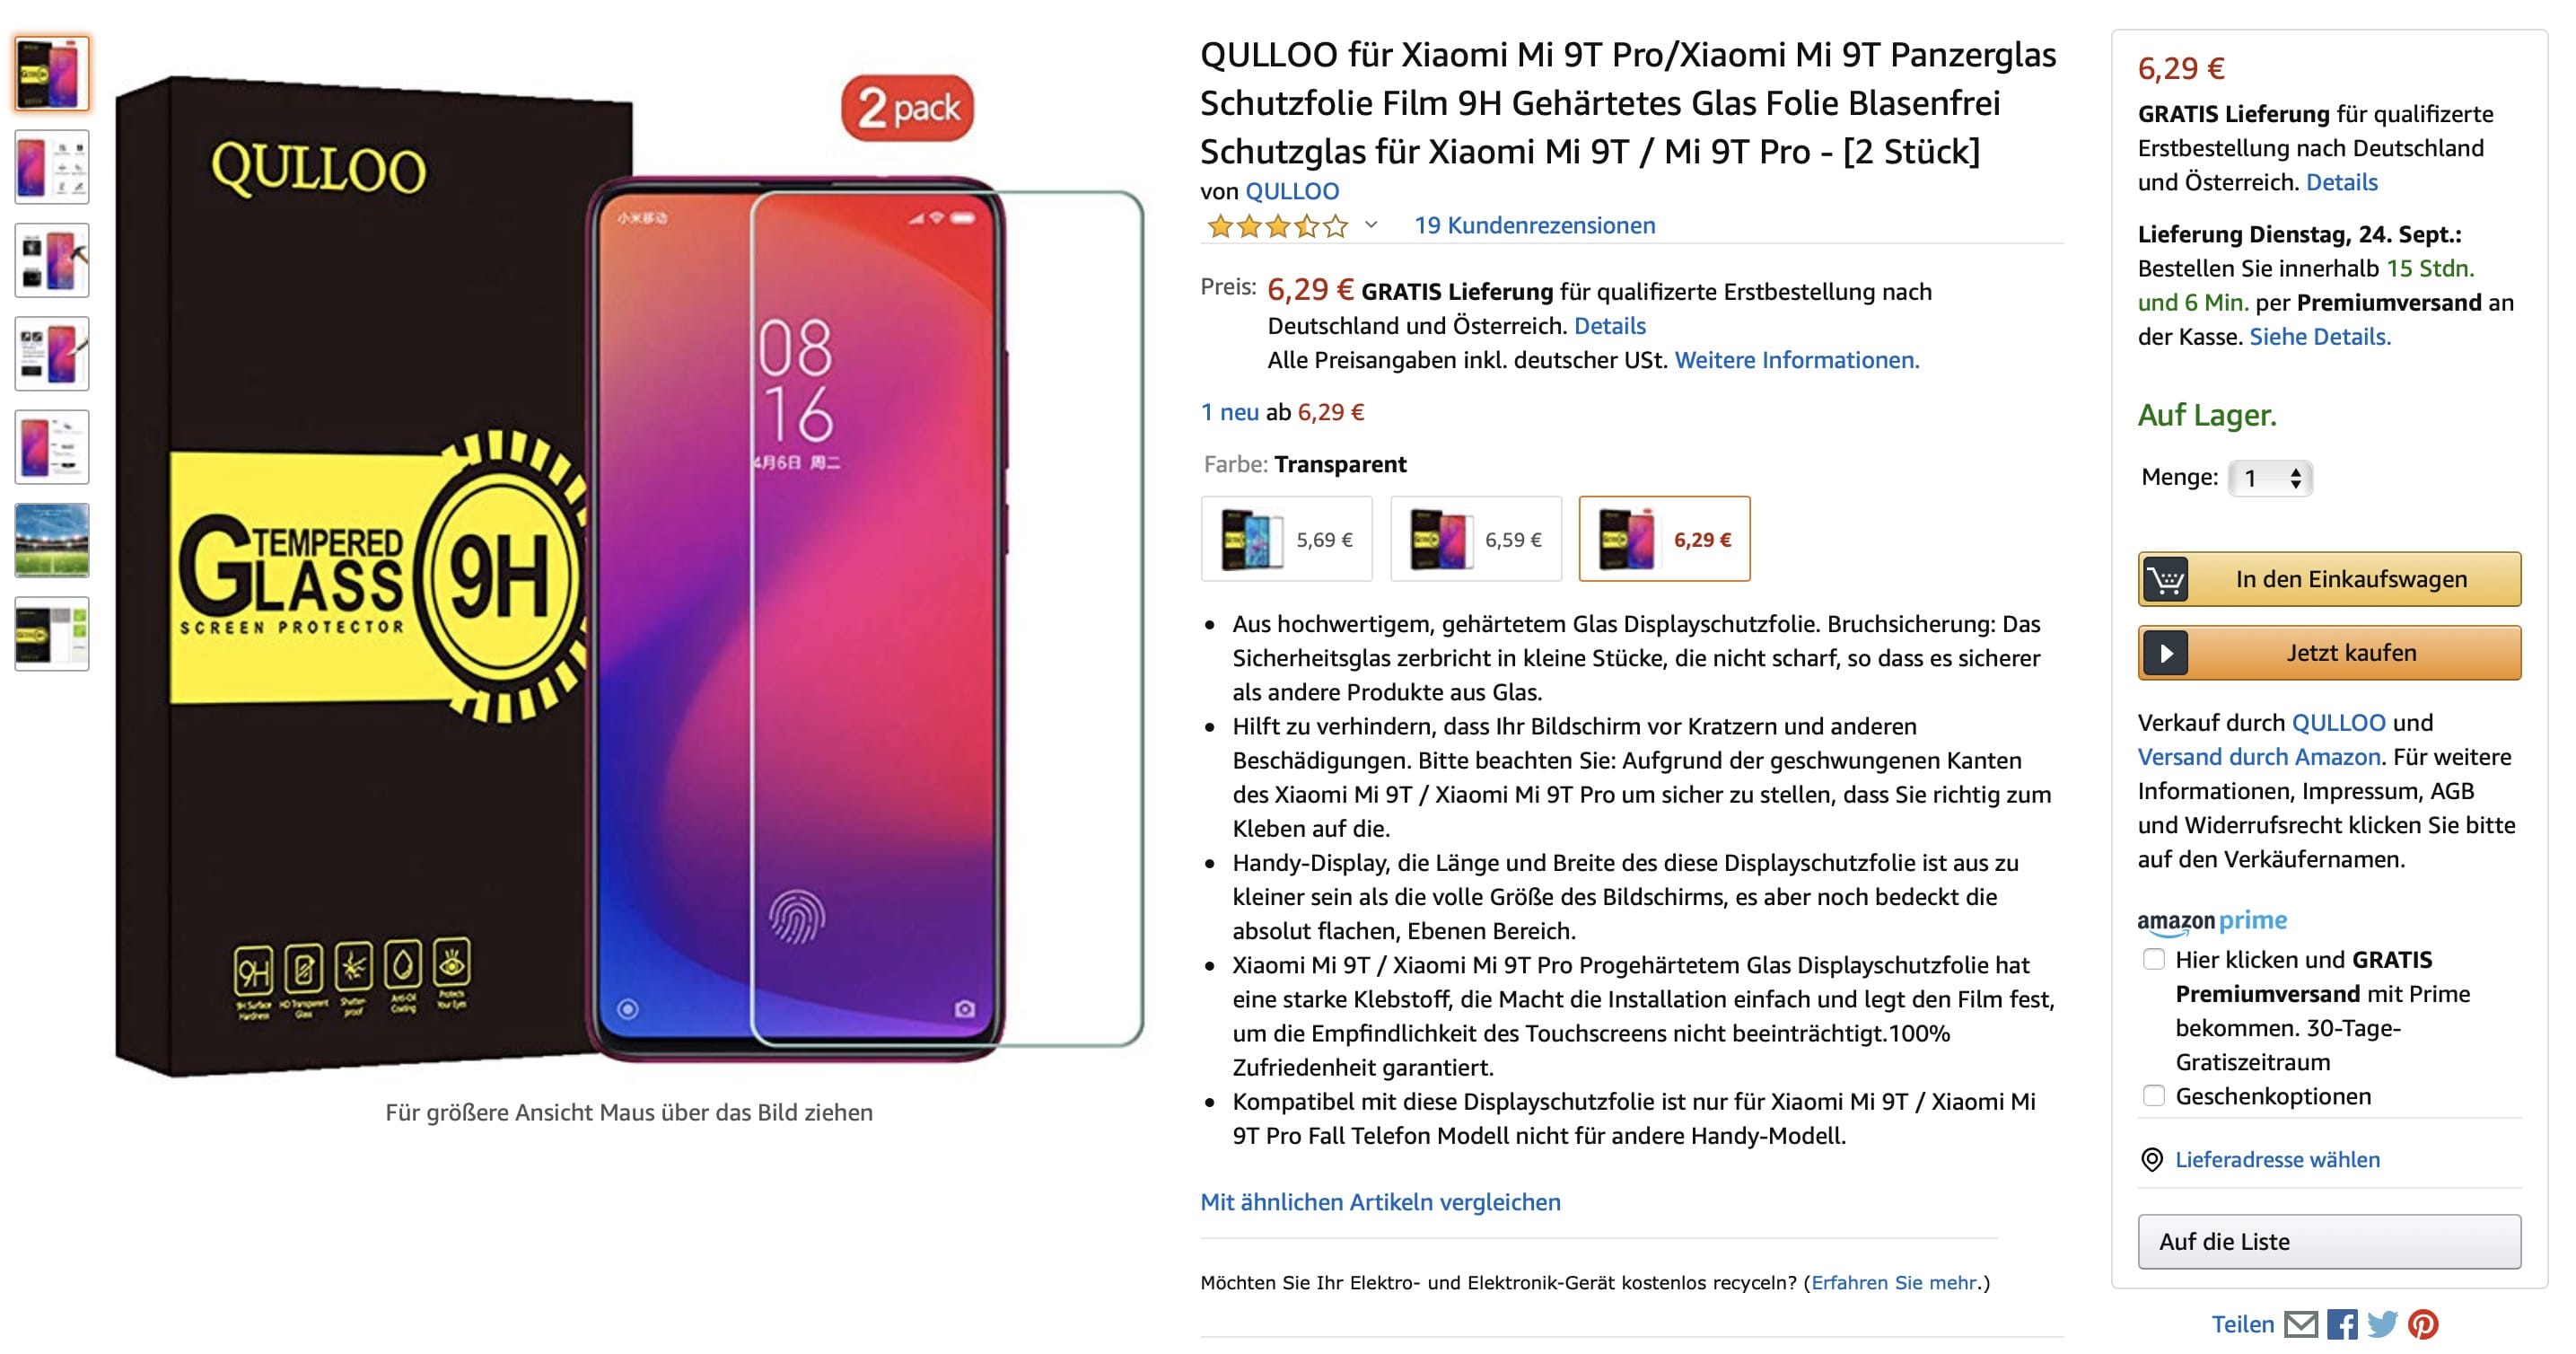 QULLOO
2 pack
小米移动
08
16
4月6日 周二
TEMPERED
GLASS
SCREEN PROTECTOR
9H
9H
9H Surface
Hardness
HD Transparent
Glass
Shatter-
proof
Anti-Oil
Coating
Protects
Your Eyes
Für größere Ansicht Maus über das Bild ziehen
QULLOO für Xiaomi Mi 9T Pro/Xiaomi Mi 9T Panzerglas
Schutzfolie Film 9H Gehärtetes Glas Folie Blasenfrei
Schutzglas für Xiaomi Mi 9T / Mi 9T Pro - [2 Stück]
von QULLOO
19 Kundenrezensionen
Preis: 6,29 € GRATIS Lieferung für qualifizerte Erstbestellung nach
Deutschland und Österreich. Details
Alle Preisangaben inkl. deutscher USt. Weitere Informationen.
1 neu ab 6,29 €
Farbe: Transparent
5,69 €
6,59 €
6,29 €
• Aus hochwertigem, gehärtetem Glas Displayschutzfolie. Bruchsicherung: Das
Sicherheitsglas zerbricht in kleine Stücke, die nicht scharf, so dass es sicherer
als andere Produkte aus Glas.
• Hilft zu verhindern, dass Ihr Bildschirm vor Kratzern und anderen
Beschädigungen. Bitte beachten Sie: Aufgrund der geschwungenen Kanten
des Xiaomi Mi 9T / Xiaomi Mi 9T Pro um sicher zu stellen, dass Sie richtig zum
Kleben auf die.
• Handy-Display, die Länge und Breite des diese Displayschutzfolie ist aus zu
kleiner sein als die volle Größe des Bildschirms, es aber noch bedeckt die
absolut flachen, Ebenen Bereich.
• Xiaomi Mi 9T / Xiaomi Mi 9T Pro Progehärtetem Glas Displayschutzfolie hat
eine starke Klebstoff, die Macht die Installation einfach und legt den Film fest,
um die Empfindlichkeit des Touchscreens nicht beeinträchtigt.100%
Zufriedenheit garantiert.
• Kompatibel mit diese Displayschutzfolie ist nur für Xiaomi Mi 9T / Xiaomi Mi
9T Pro Fall Telefon Modell nicht für andere Handy-Modell.
Mit ähnlichen Artikeln vergleichen
Möchten Sie Ihr Elektro- und Elektronik-Gerät kostenlos recyceln? (Erfahren Sie mehr.)
6,29 €
GRATIS Lieferung für qualifizerte
Erstbestellung nach Deutschland
und Österreich. Details
Lieferung Dienstag, 24. Sept.:
Bestellen Sie innerhalb 15 Stdn.
und 6 Min. per Premiumversand an
der Kasse. Siehe Details.
Auf Lager.
Menge: 1
In den Einkaufswagen
Jetzt kaufen
Verkauf durch QULLOO und
Versand durch Amazon. Für weitere
Informationen, Impressum, AGB
und Widerrufsrecht klicken Sie bitte
auf den Verkäufernamen.
amazon prime
Hier klicken und GRATIS
Premiumversand mit Prime
bekommen. 30-Tage-
Gratiszeitraum
Geschenkoptionen
Lieferadresse wählen
Auf die Liste
Teilen